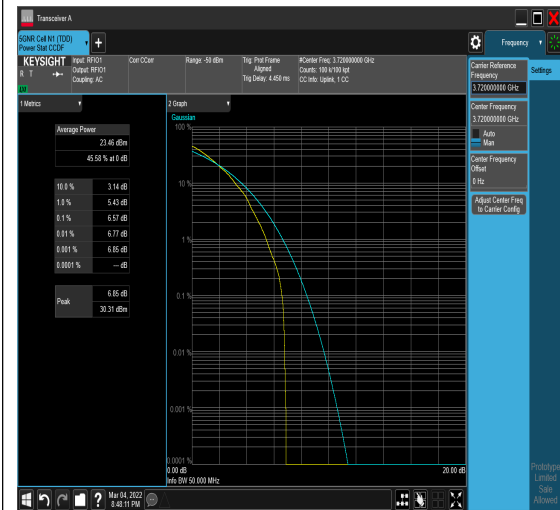 Transceiver A
5GNR Cell N1 (TDD)
Power Stat CCDF
Frequency
KEYSIGHT
R T
LXI
Input: RFIO1
Output: RFIO1
Coupling: AC
Corr CCorr
Range: -50 dBm
Trig: Prot Frame
Aligned
Trig Delay: 4.450 ms
#Center Freq: 3.720000000 GHz
Counts: 100 k/100 kpt
CC Info: Uplink, 1 CC
Carrier Reference
Frequency
3.720000000 GHz
Settings
1 Metrics
2 Graph
Center Frequency
3.720000000 GHz
Auto
Man
Center Frequency
Offset
0 Hz
Adjust Center Freq
to Carrier Config
Average Power
23.46 dBm
45.58 % at 0 dB
10.0 % 3.14 dB
1.0 % 5.43 dB
0.1 % 6.57 dB
0.01 % 6.77 dB
0.001 % 6.85 dB
0.0001 % --- dB
Peak
6.85 dB
30.31 dBm
Gaussian
100 %
10 %
1 %
0.1 %
0.01 %
0.001 %
0.0001 %
0.00 dB
20.00 dB
Info BW 50.000 MHz
Prototype
Limited
Sale
Allowed
?
Mar 04, 2022
8:48:11 PM